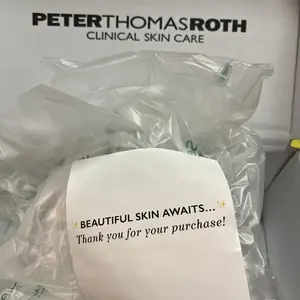 PETERTHOMASROTH
CLINICAL SKIN CARE
✨BEAUTIFUL SKIN AWAITS...✨
Thank you for your purchase!